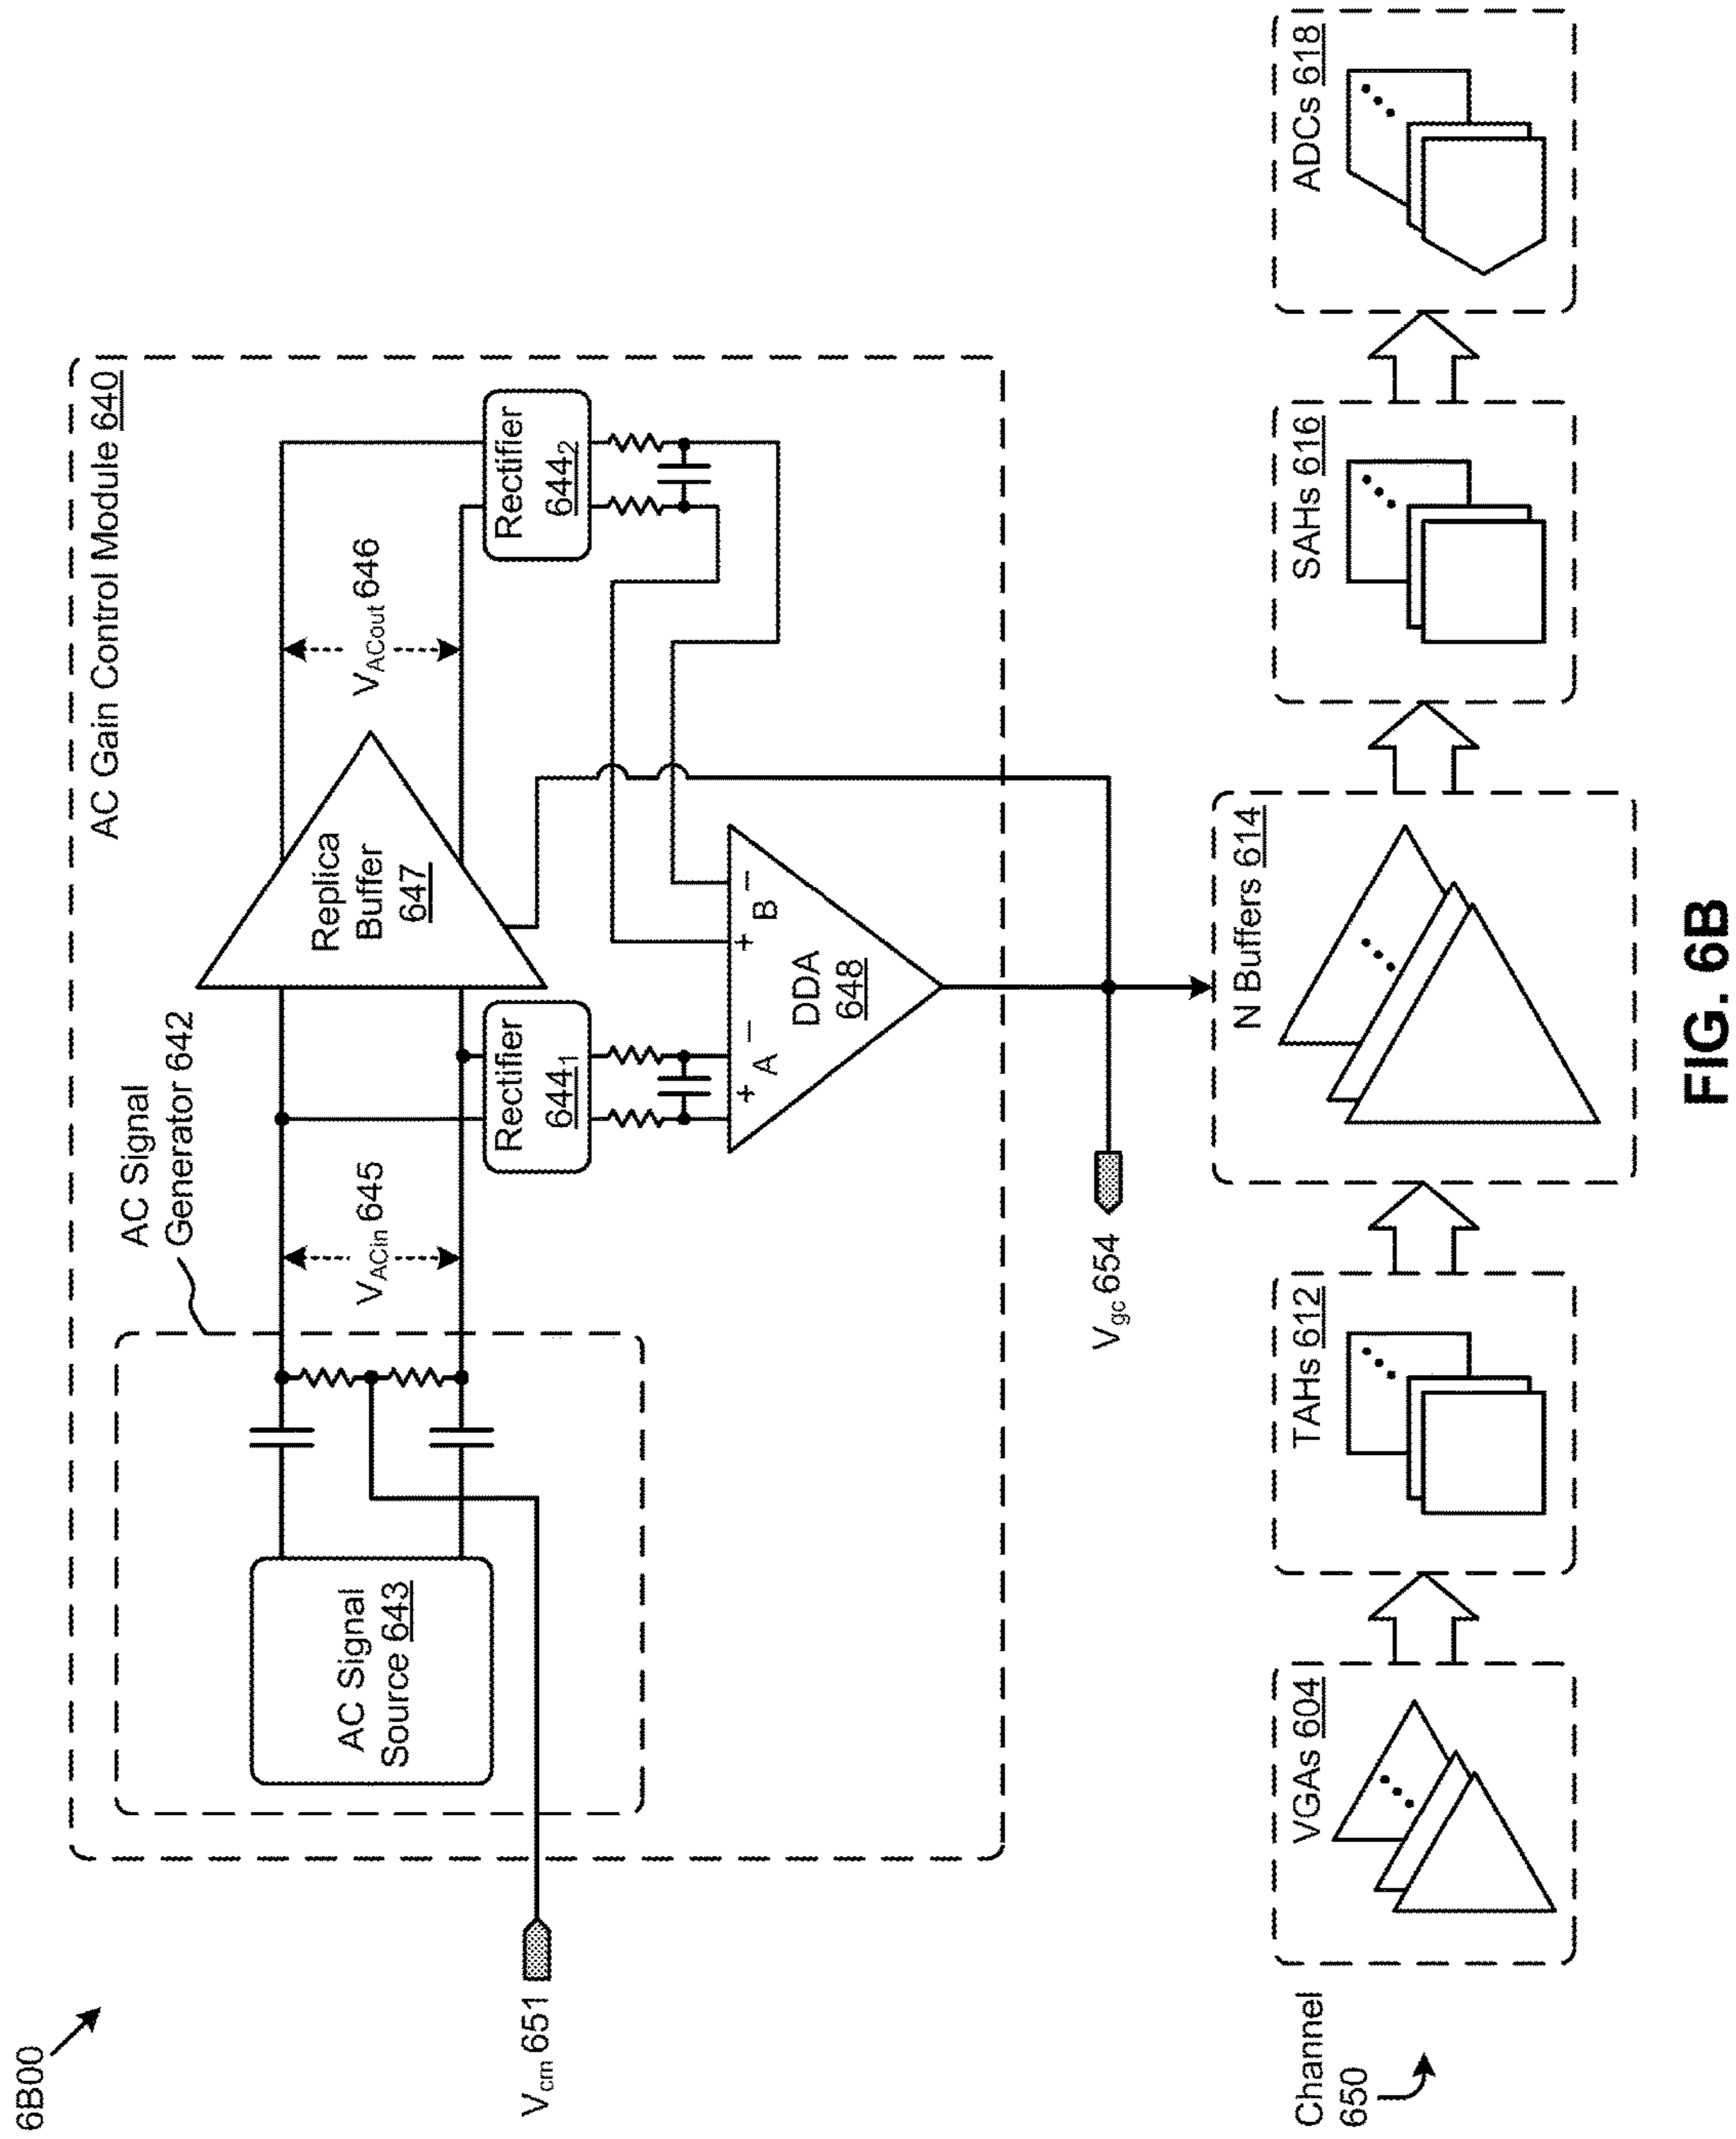 6B00
AC Gain Control Module 640
AC Signal
Generator 642
AC Signal
Source 643
V_ACin 645
Replica
Buffer
647
V_ACout 646
Rectifier
644₁
Rectifier
644₂
+ A −
+ B −
DDA
648
V_cm 651
V_gc 654
Channel
650
VGAs 604
TAHs 612
N Buffers 614
SAHs 616
ADCs 618
FIG. 6B